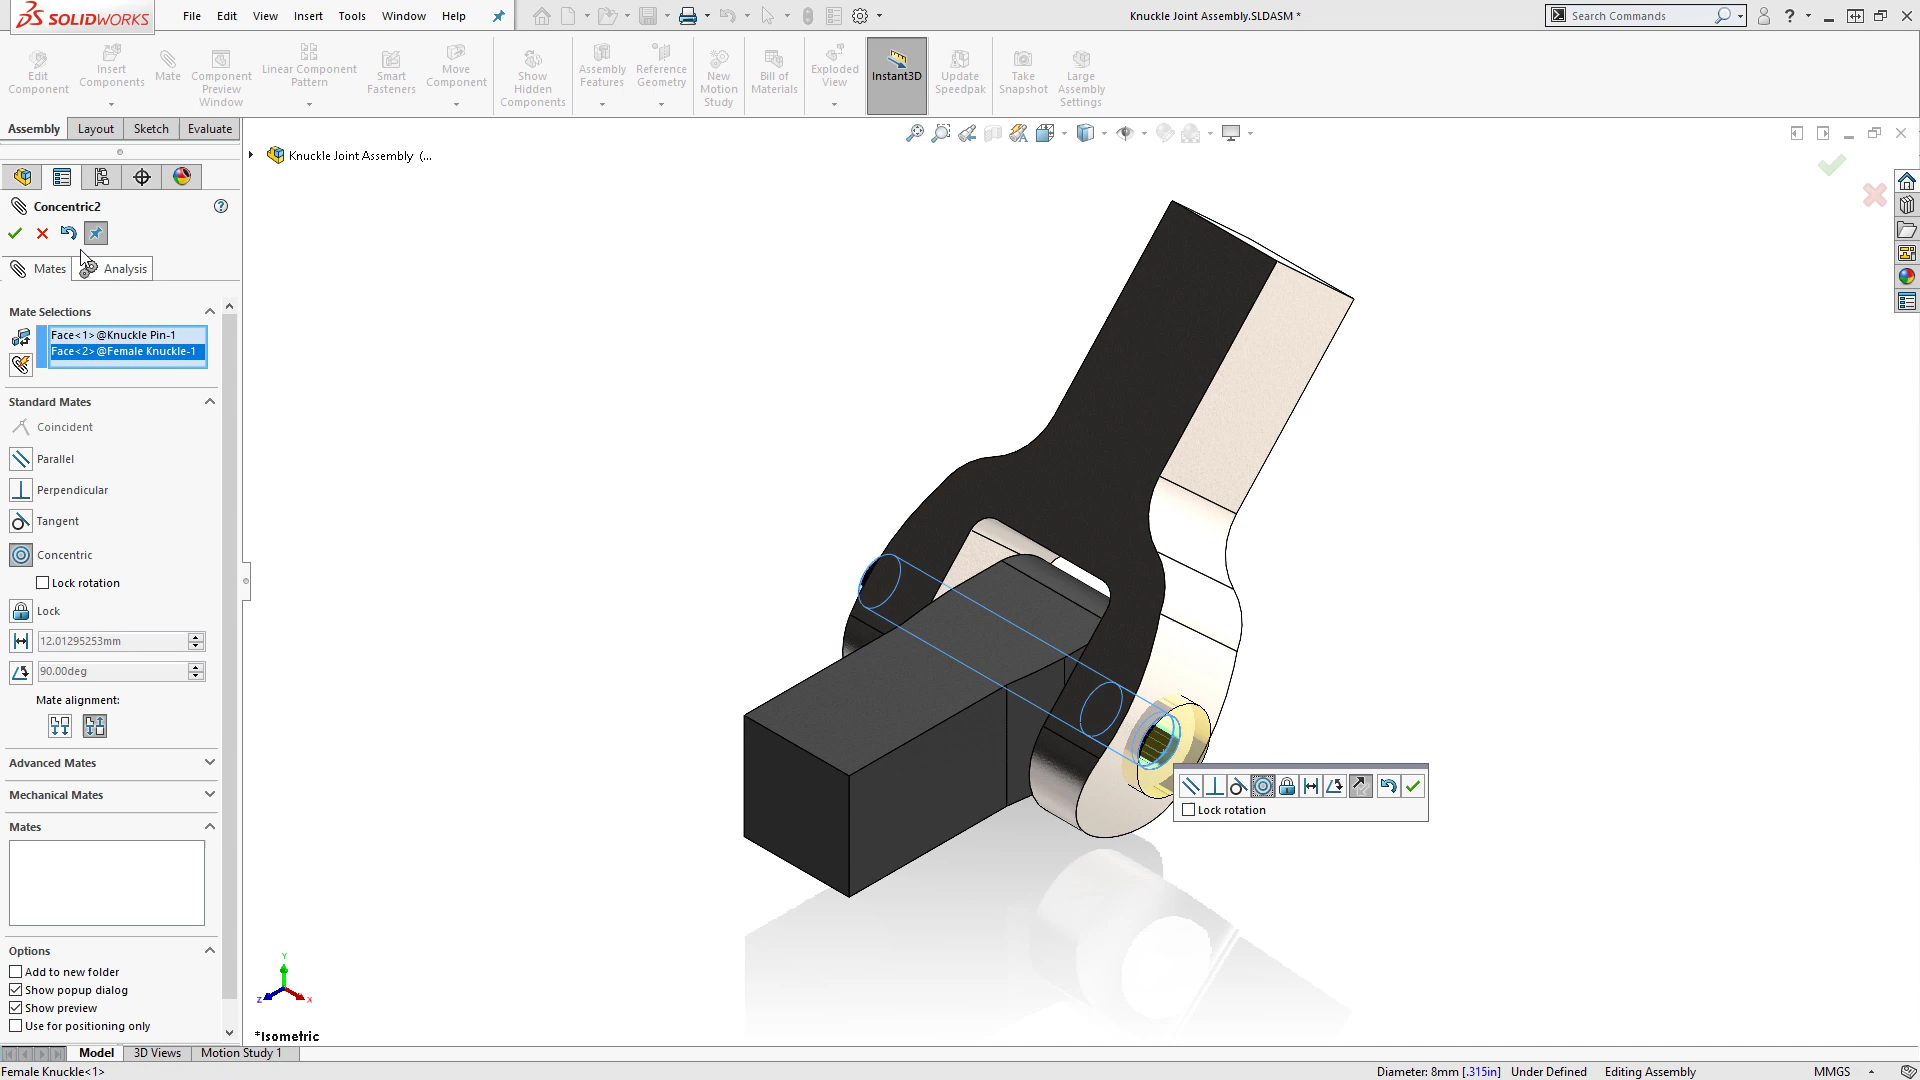 SOLIDWORKS
File Edit View Insert Tools Window Help
Knuckle Joint Assembly.SLDASM *
Search Commands
Edit Component
Insert Components
Mate
Component Preview Window
Linear Component Pattern
Smart Fasteners
Move Component
Show Hidden Components
Assembly Features
Reference Geometry
New Motion Study
Bill of Materials
Exploded View
Instant3D
Update Speedpak
Take Snapshot
Large Assembly Settings
Assembly Layout Sketch Evaluate
Knuckle Joint Assembly (...
Concentric2
Mates Analysis
Mate Selections
Face<1>@Knuckle Pin-1
Face<2>@Female Knuckle-1
Standard Mates
Coincident
Parallel
Perpendicular
Tangent
Concentric
Lock rotation
Lock
12.01295253mm
90.00deg
Mate alignment:
Advanced Mates
Mechanical Mates
Mates
Options
Add to new folder
Show popup dialog
Show preview
Use for positioning only
Lock rotation
Y
Z
X
*Isometric
Model 3D Views Motion Study 1
Female Knuckle<1>
Diameter: 8mm [.315in] Under Defined Editing Assembly MMGS